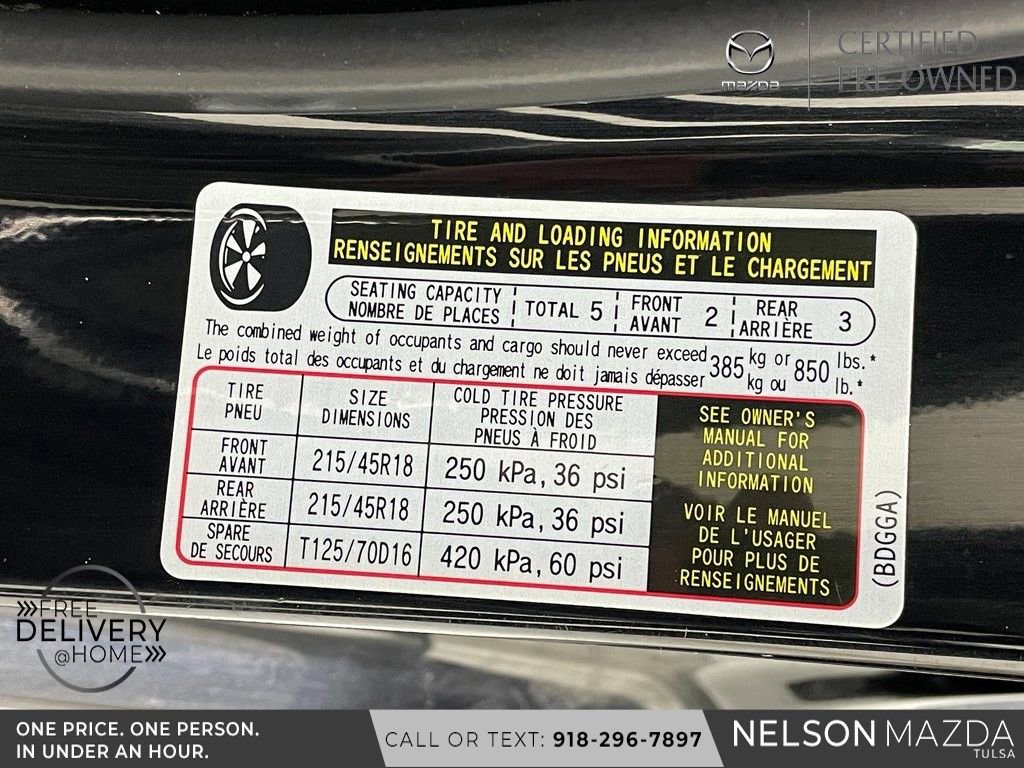 mazda
CERTIFIED
PRE-OWNED
TIRE AND LOADING INFORMATION
RENSEIGNEMENTS SUR LES PNEUS ET LE CHARGEMENT
SEATING CAPACITY
NOMBRE DE PLACES
TOTAL 5
FRONT
AVANT
2
REAR
ARRIÈRE
3
The combined weight of occupants and cargo should never exceed 385 kg or 850 lbs.*
Le poids total des occupants et du chargement ne doit jamais dépasser 385 kg ou 850 lb.*
TIRE
PNEU
SIZE
DIMENSIONS
COLD TIRE PRESSURE
PRESSION DES
PNEUS À FROID
FRONT
AVANT
215/45R18
250 kPa, 36 psi
REAR
ARRIÈRE
215/45R18
250 kPa, 36 psi
SPARE
DE SECOURS
T125/70D16
420 kPa, 60 psi
SEE OWNER'S
MANUAL FOR
ADDITIONAL
INFORMATION
VOIR LE MANUEL
DE L'USAGER
POUR PLUS DE
RENSEIGNEMENTS
(BDGGA)
FREE
DELIVERY
@HOME
ONE PRICE. ONE PERSON.
IN UNDER AN HOUR.
CALL OR TEXT: 918-296-7897
NELSON MAZDA
TULSA